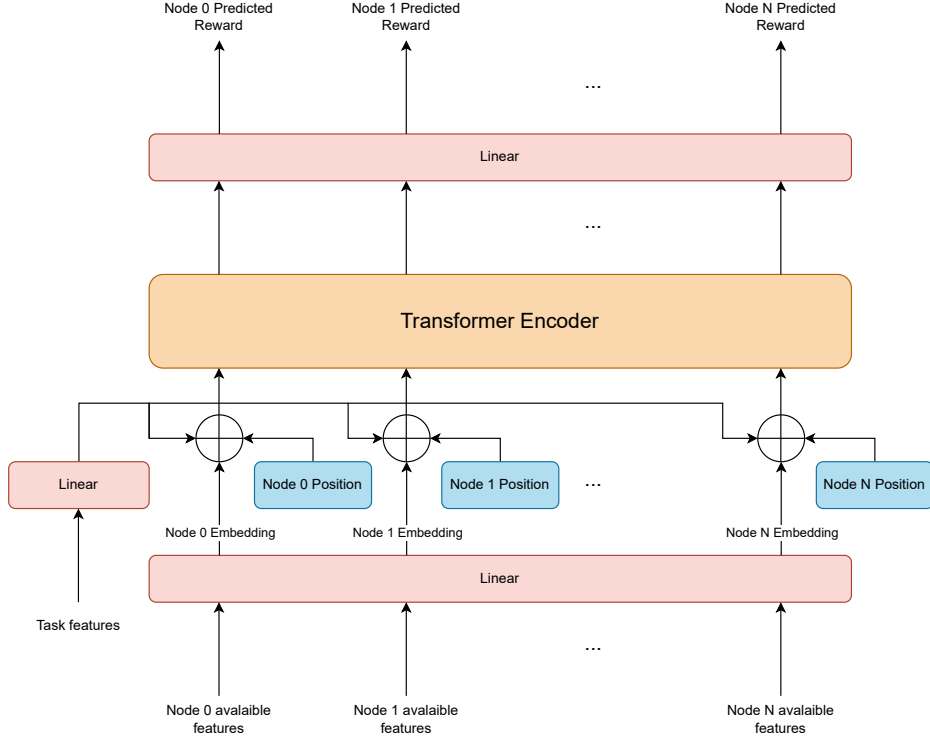 Node 0 Predicted
Reward
Node 1 Predicted
Reward
Node N Predicted
Reward
...
Linear
...
Transformer Encoder
Linear
Node 0 Position
Node 1 Position
...
Node N Position
Node 0 Embedding
Node 1 Embedding
Node N Embedding
Linear
Task features
...
Node 0 avalaible
features
Node 1 avalaible
features
Node N avalaible
features